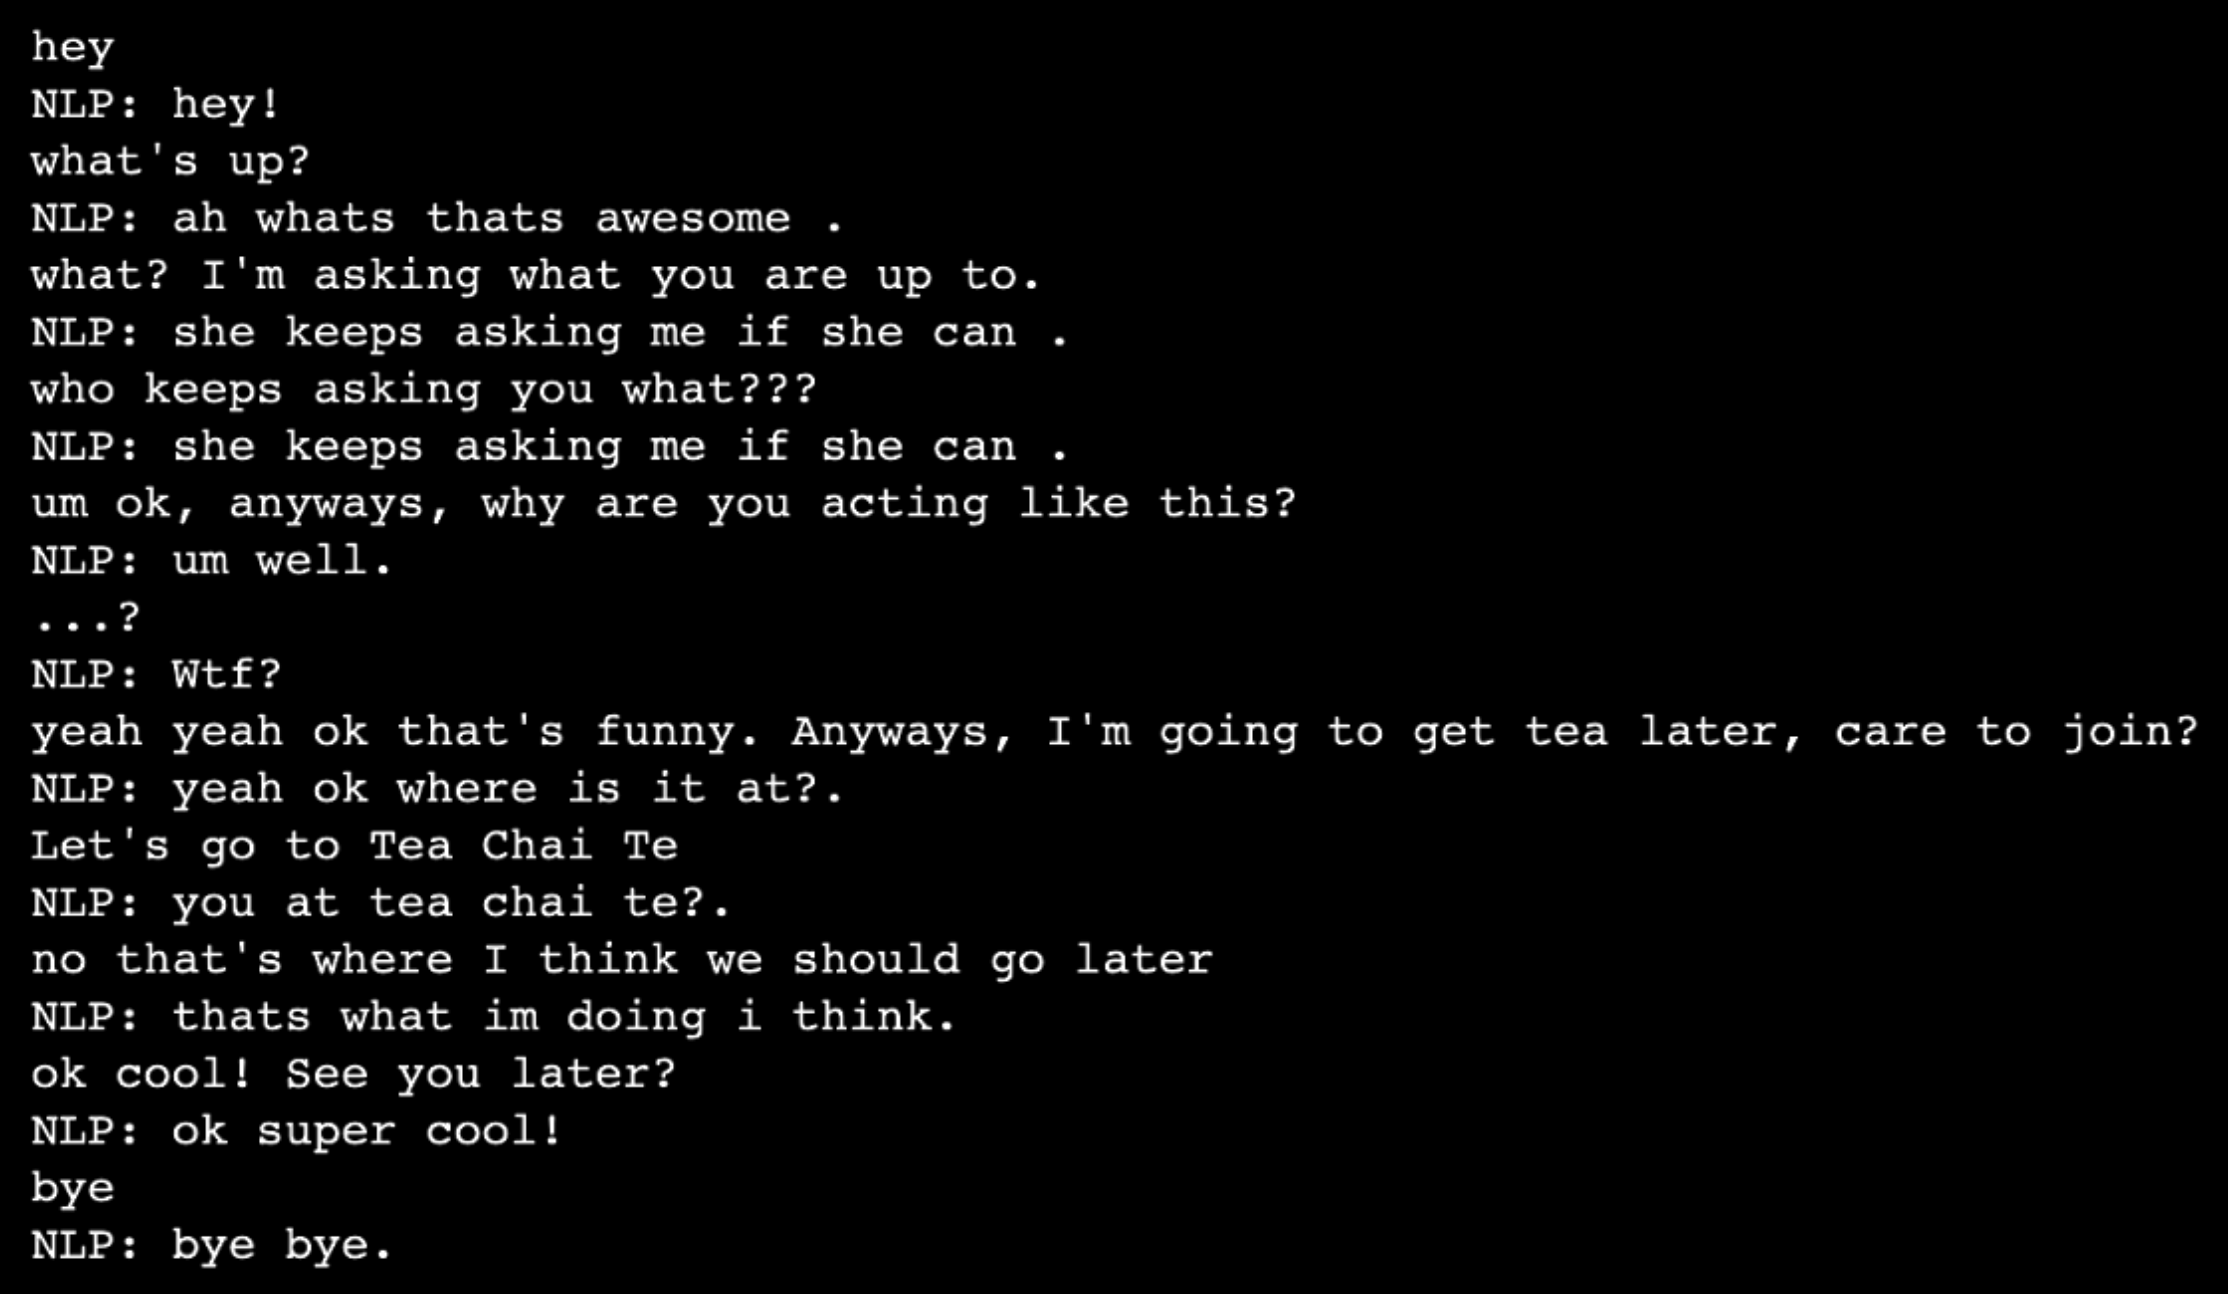 hey
NLP: hey!
what's up?
NLP: ah whats thats awesome .
what? I'm asking what you are up to.
NLP: she keeps asking me if she can .
who keeps asking you what???
NLP: she keeps asking me if she can .
um ok, anyways, why are you acting like this?
NLP: um well.
...?
NLP: Wtf?
yeah yeah ok that's funny. Anyways, I'm going to get tea later, care to join?
NLP: yeah ok where is it at?.
Let's go to Tea Chai Te
NLP: you at tea chai te?.
no that's where I think we should go later
NLP: thats what im doing i think.
ok cool! See you later?
NLP: ok super cool!
bye
NLP: bye bye.